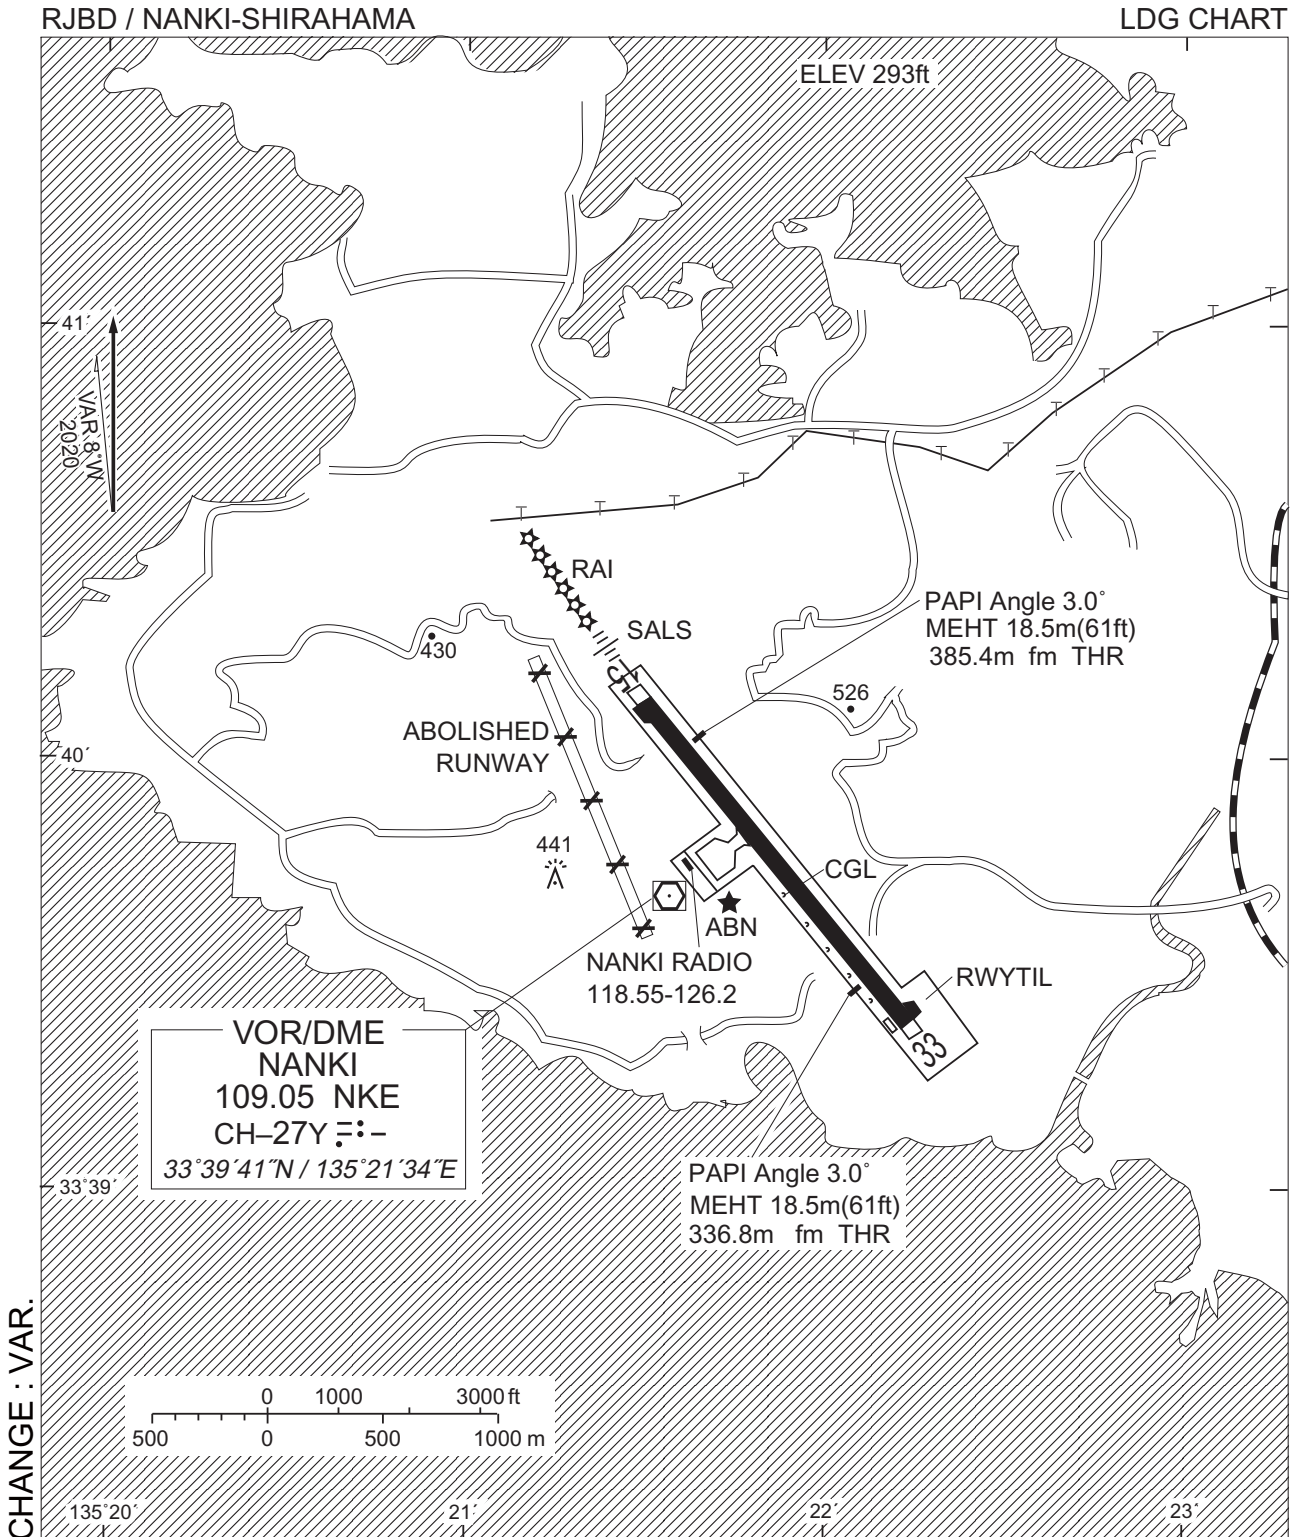 RJBD / NANKI-SHIRAHAMA
LDG CHART
ELEV 293ft
41´
VAR 8˚W
2020
RAI
SALS
PAPI Angle 3.0˚
MEHT 18.5m(61ft)
385.4m fm THR
430
15
526
ABOLISHED
RUNWAY
40´
441
CGL
ABN
NANKI RADIO
118.55-126.2
RWYTIL
33
VOR/DME
NANKI
109.05 NKE
CH–27Y
33˚39´41˝N / 135˚21´34˝E
33˚39´
PAPI Angle 3.0˚
MEHT 18.5m(61ft)
336.8m fm THR
CHANGE : VAR.
0 1000 3000 ft
500 0 500 1000 m
135˚20´ 21´ 22´ 23´